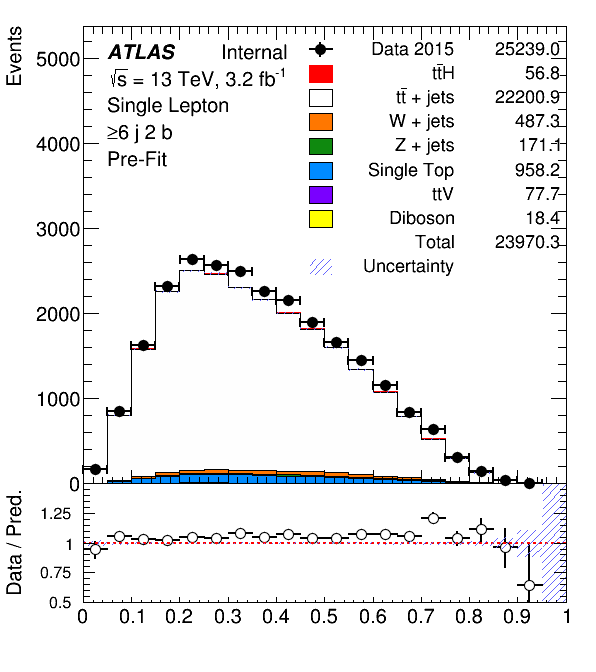 Events
5000
4000
3000
2000
1000
0
ATLAS Internal
√s = 13 TeV, 3.2 fb⁻¹
Single Lepton
≥6 j 2 b
Pre-Fit
Data 2015 25239.0
tt̄H 56.8
tt̄ + jets 22200.9
W + jets 487.3
Z + jets 171.1
Single Top 958.2
ttV 77.7
Diboson 18.4
Total 23970.3
Uncertainty
Data / Pred.
1.25
1
0.75
0.5
0 0.1 0.2 0.3 0.4 0.5 0.6 0.7 0.8 0.9 1